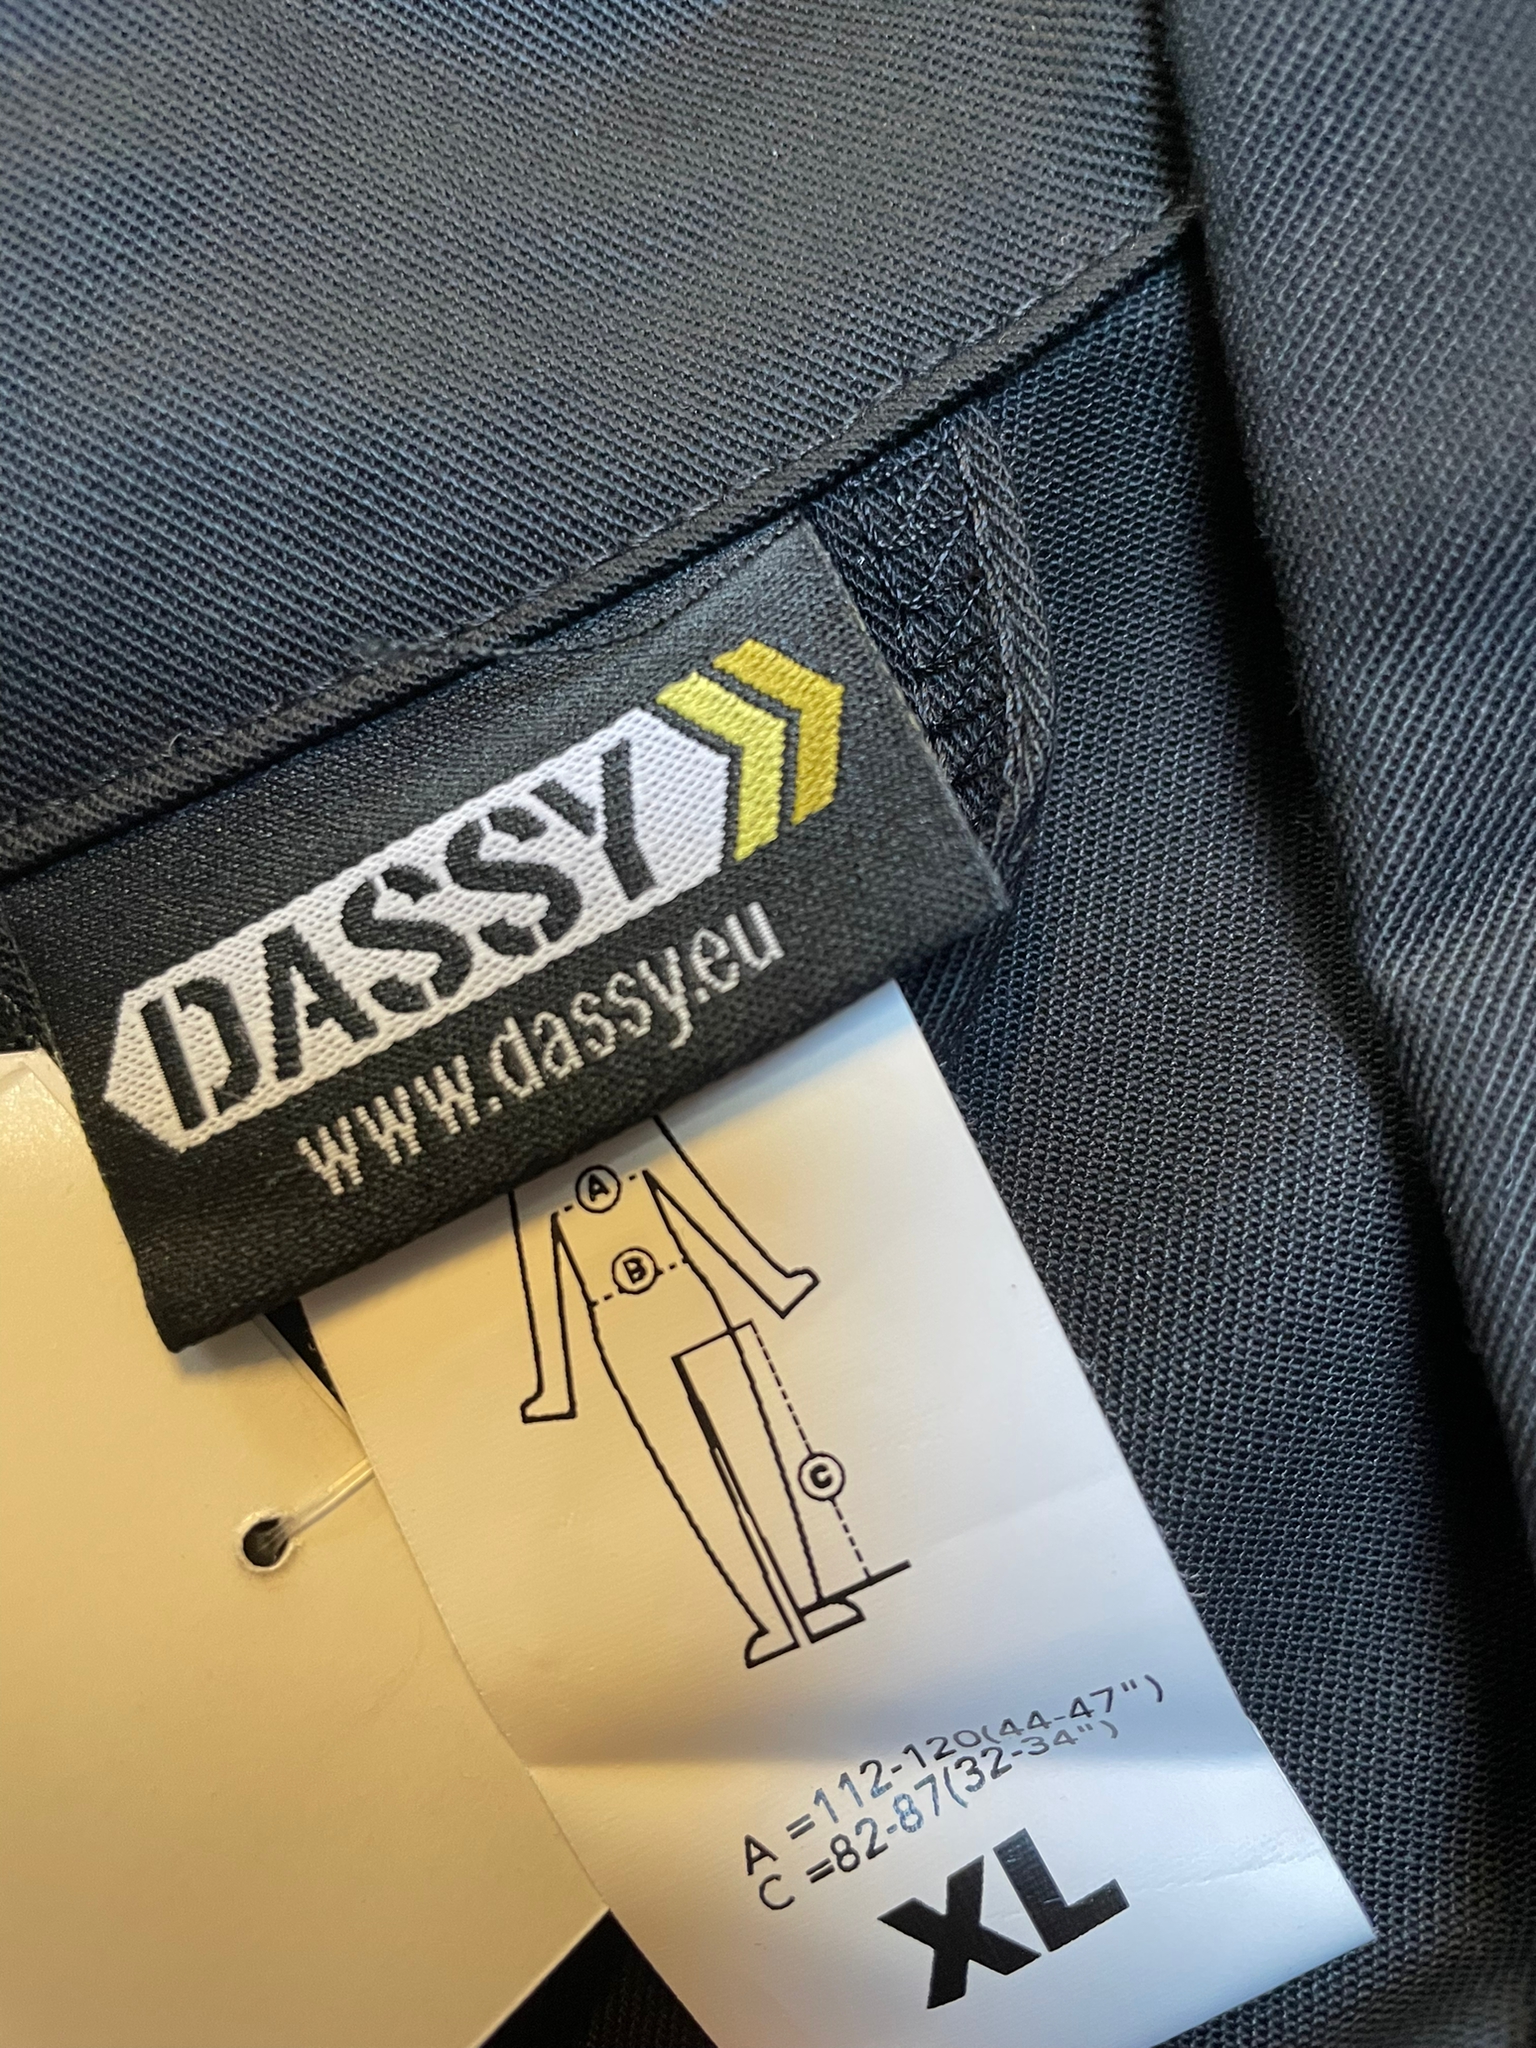 DASSY
www.dassy.eu
A
B
C
A =112-120(44-47")
C =82-87(32-34")
XL